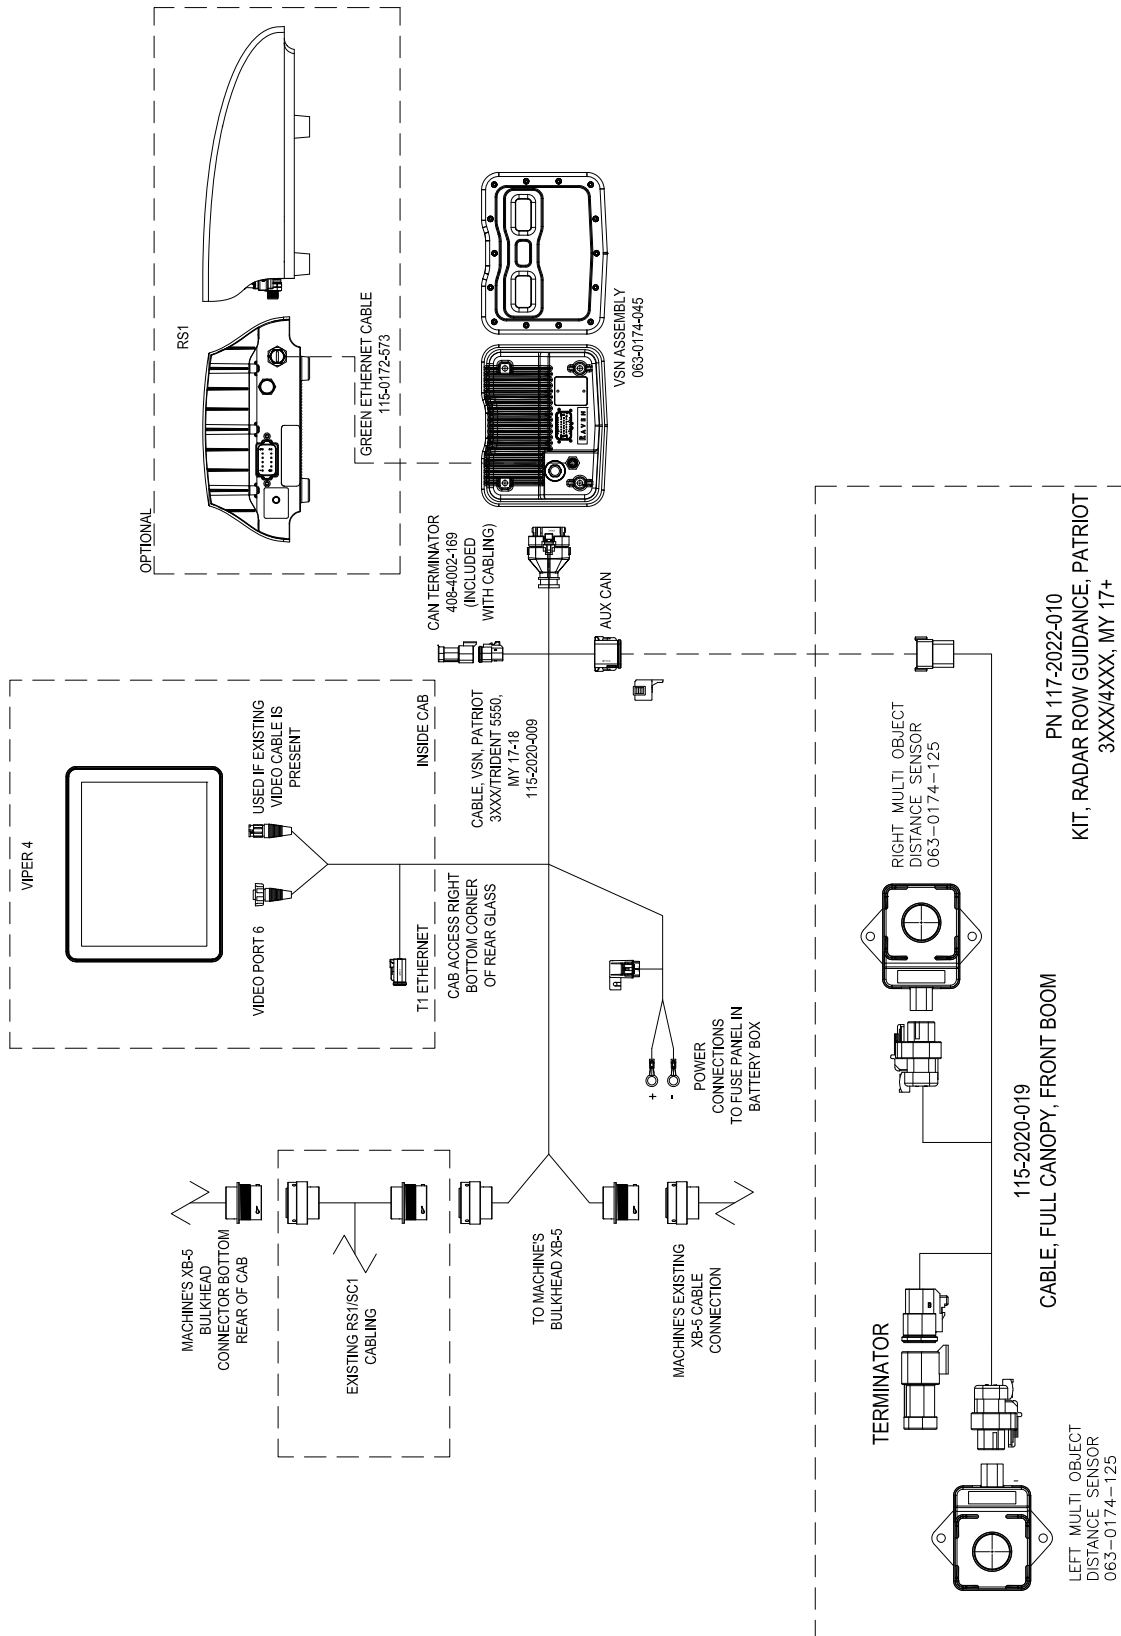 OPTIONAL
RS1
GREEN ETHERNET CABLE
115-0172-573
VSN ASSEMBLY
063-0174-045
RAVEN
CAN TERMINATOR
408-4002-169
(INCLUDED
WITH CABLING)
AUX CAN
VIPER 4
USED IF EXISTING
VIDEO CABLE IS
PRESENT
VIDEO PORT 6
INSIDE CAB
T1 ETHERNET
CABLE, VSN, PATRIOT
3XXX/TRIDENT 5550,
MY 17-18
115-2020-009
CAB ACCESS RIGHT
BOTTOM CORNER
OF REAR GLASS
+
-
POWER
CONNECTIONS
TO FUSE PANEL IN
BATTERY BOX
MACHINE'S XB-5
BULKHEAD
CONNECTOR BOTTOM
REAR OF CAB
EXISTING RS1/SC1
CABLING
TO MACHINE'S
BULKHEAD XB-5
MACHINE'S EXISTING
XB-5 CABLE
CONNECTION
PN 117-2022-010
KIT, RADAR ROW GUIDANCE, PATRIOT
3XXX/4XXX, MY 17+
RIGHT MULTI OBJECT
DISTANCE SENSOR
063-0174-125
115-2020-019
CABLE, FULL CANOPY, FRONT BOOM
TERMINATOR
LEFT MULTI OBJECT
DISTANCE SENSOR
063-0174-125